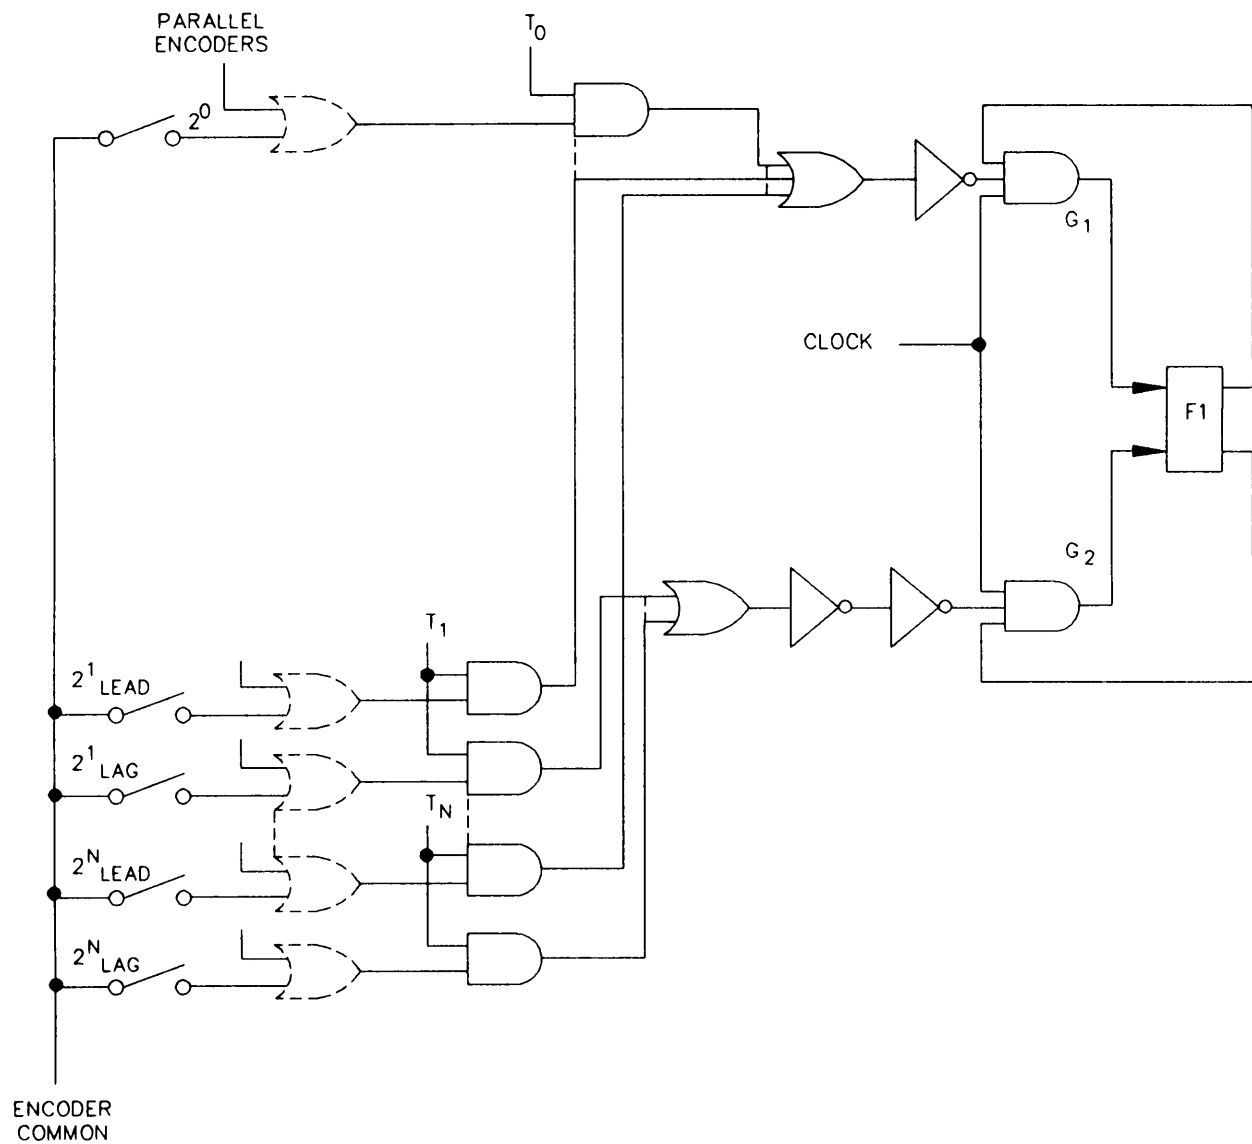 PARALLEL
ENCODERS
T0
2^0
G1
CLOCK
F1
G2
T1
2^1 LEAD
2^1 LAG
TN
2^N LEAD
2^N LAG
ENCODER
COMMON